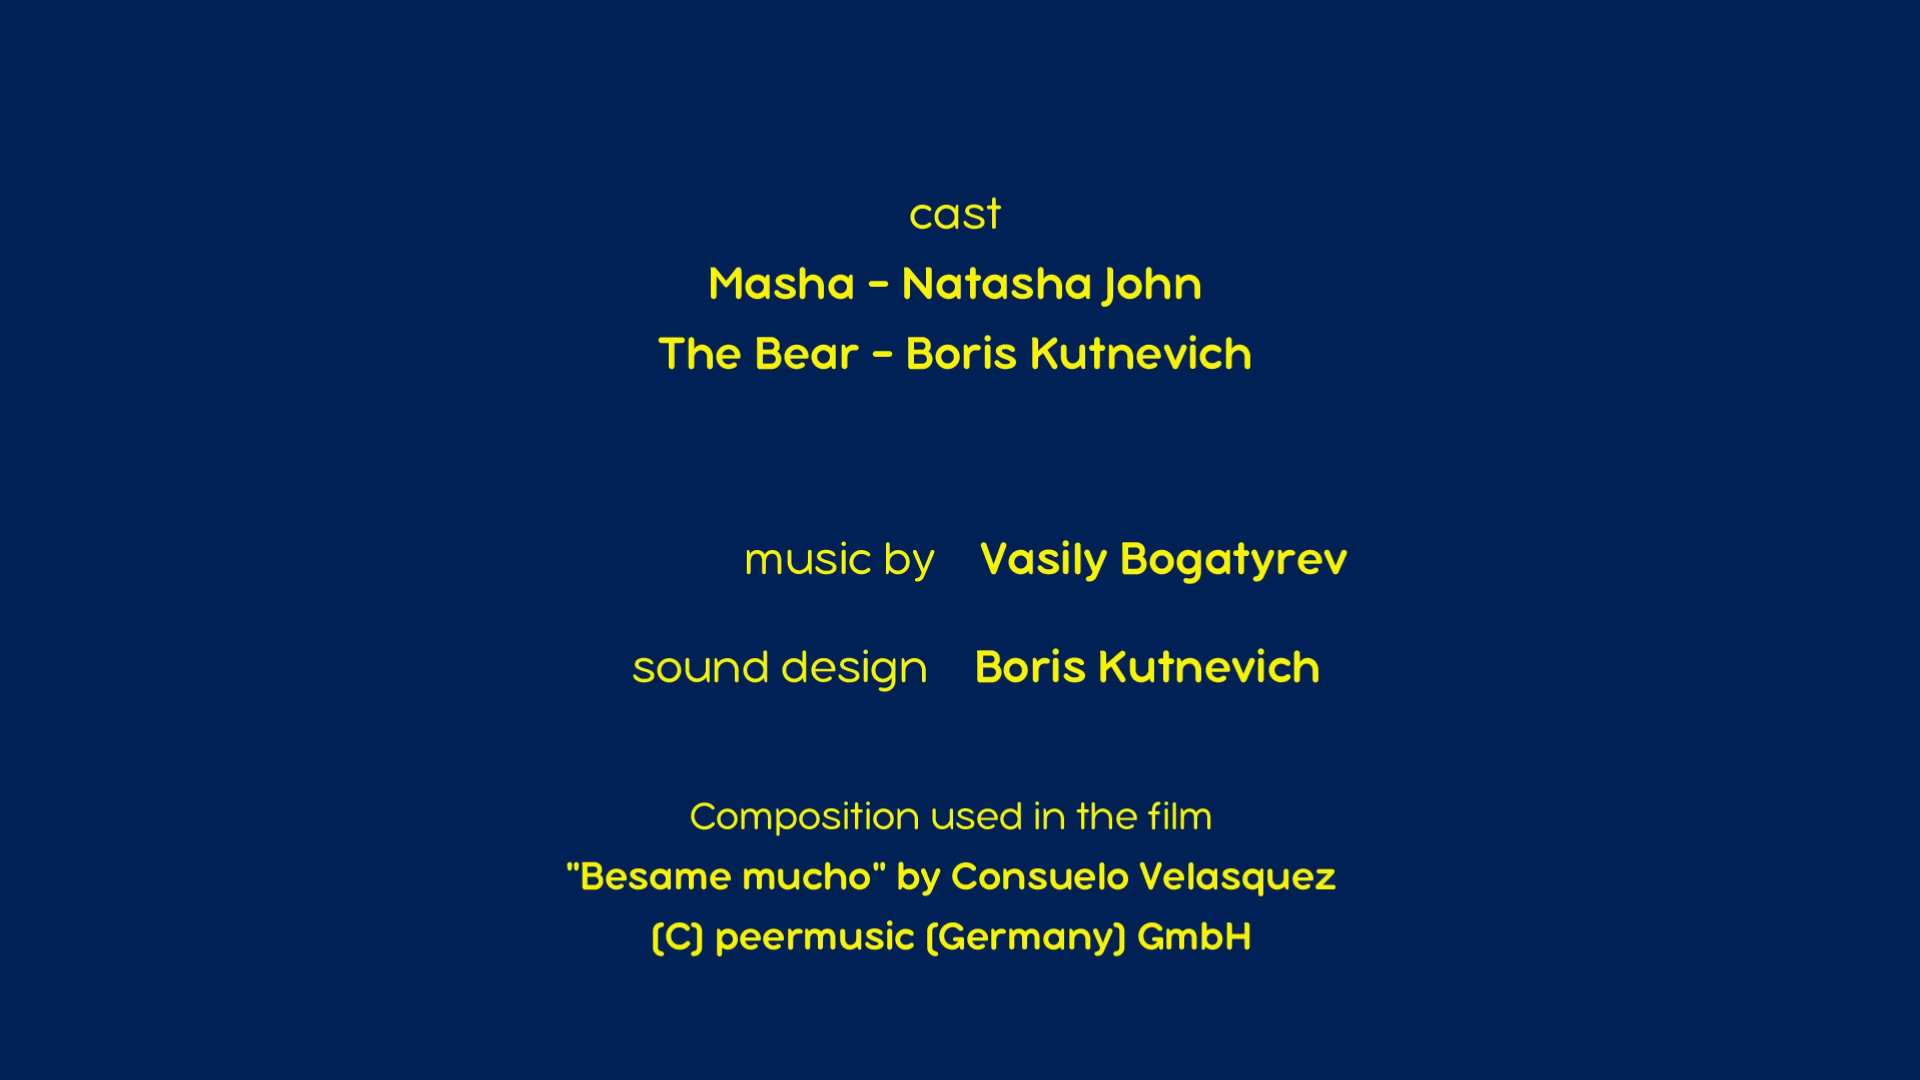 cast
Masha - Natasha John
The Bear - Boris Kutnevich
music by Vasily Bogatyrev
sound design Boris Kutnevich
Composition used in the film
"Besame mucho" by Consuelo Velasquez
(C) peermusic (Germany) GmbH